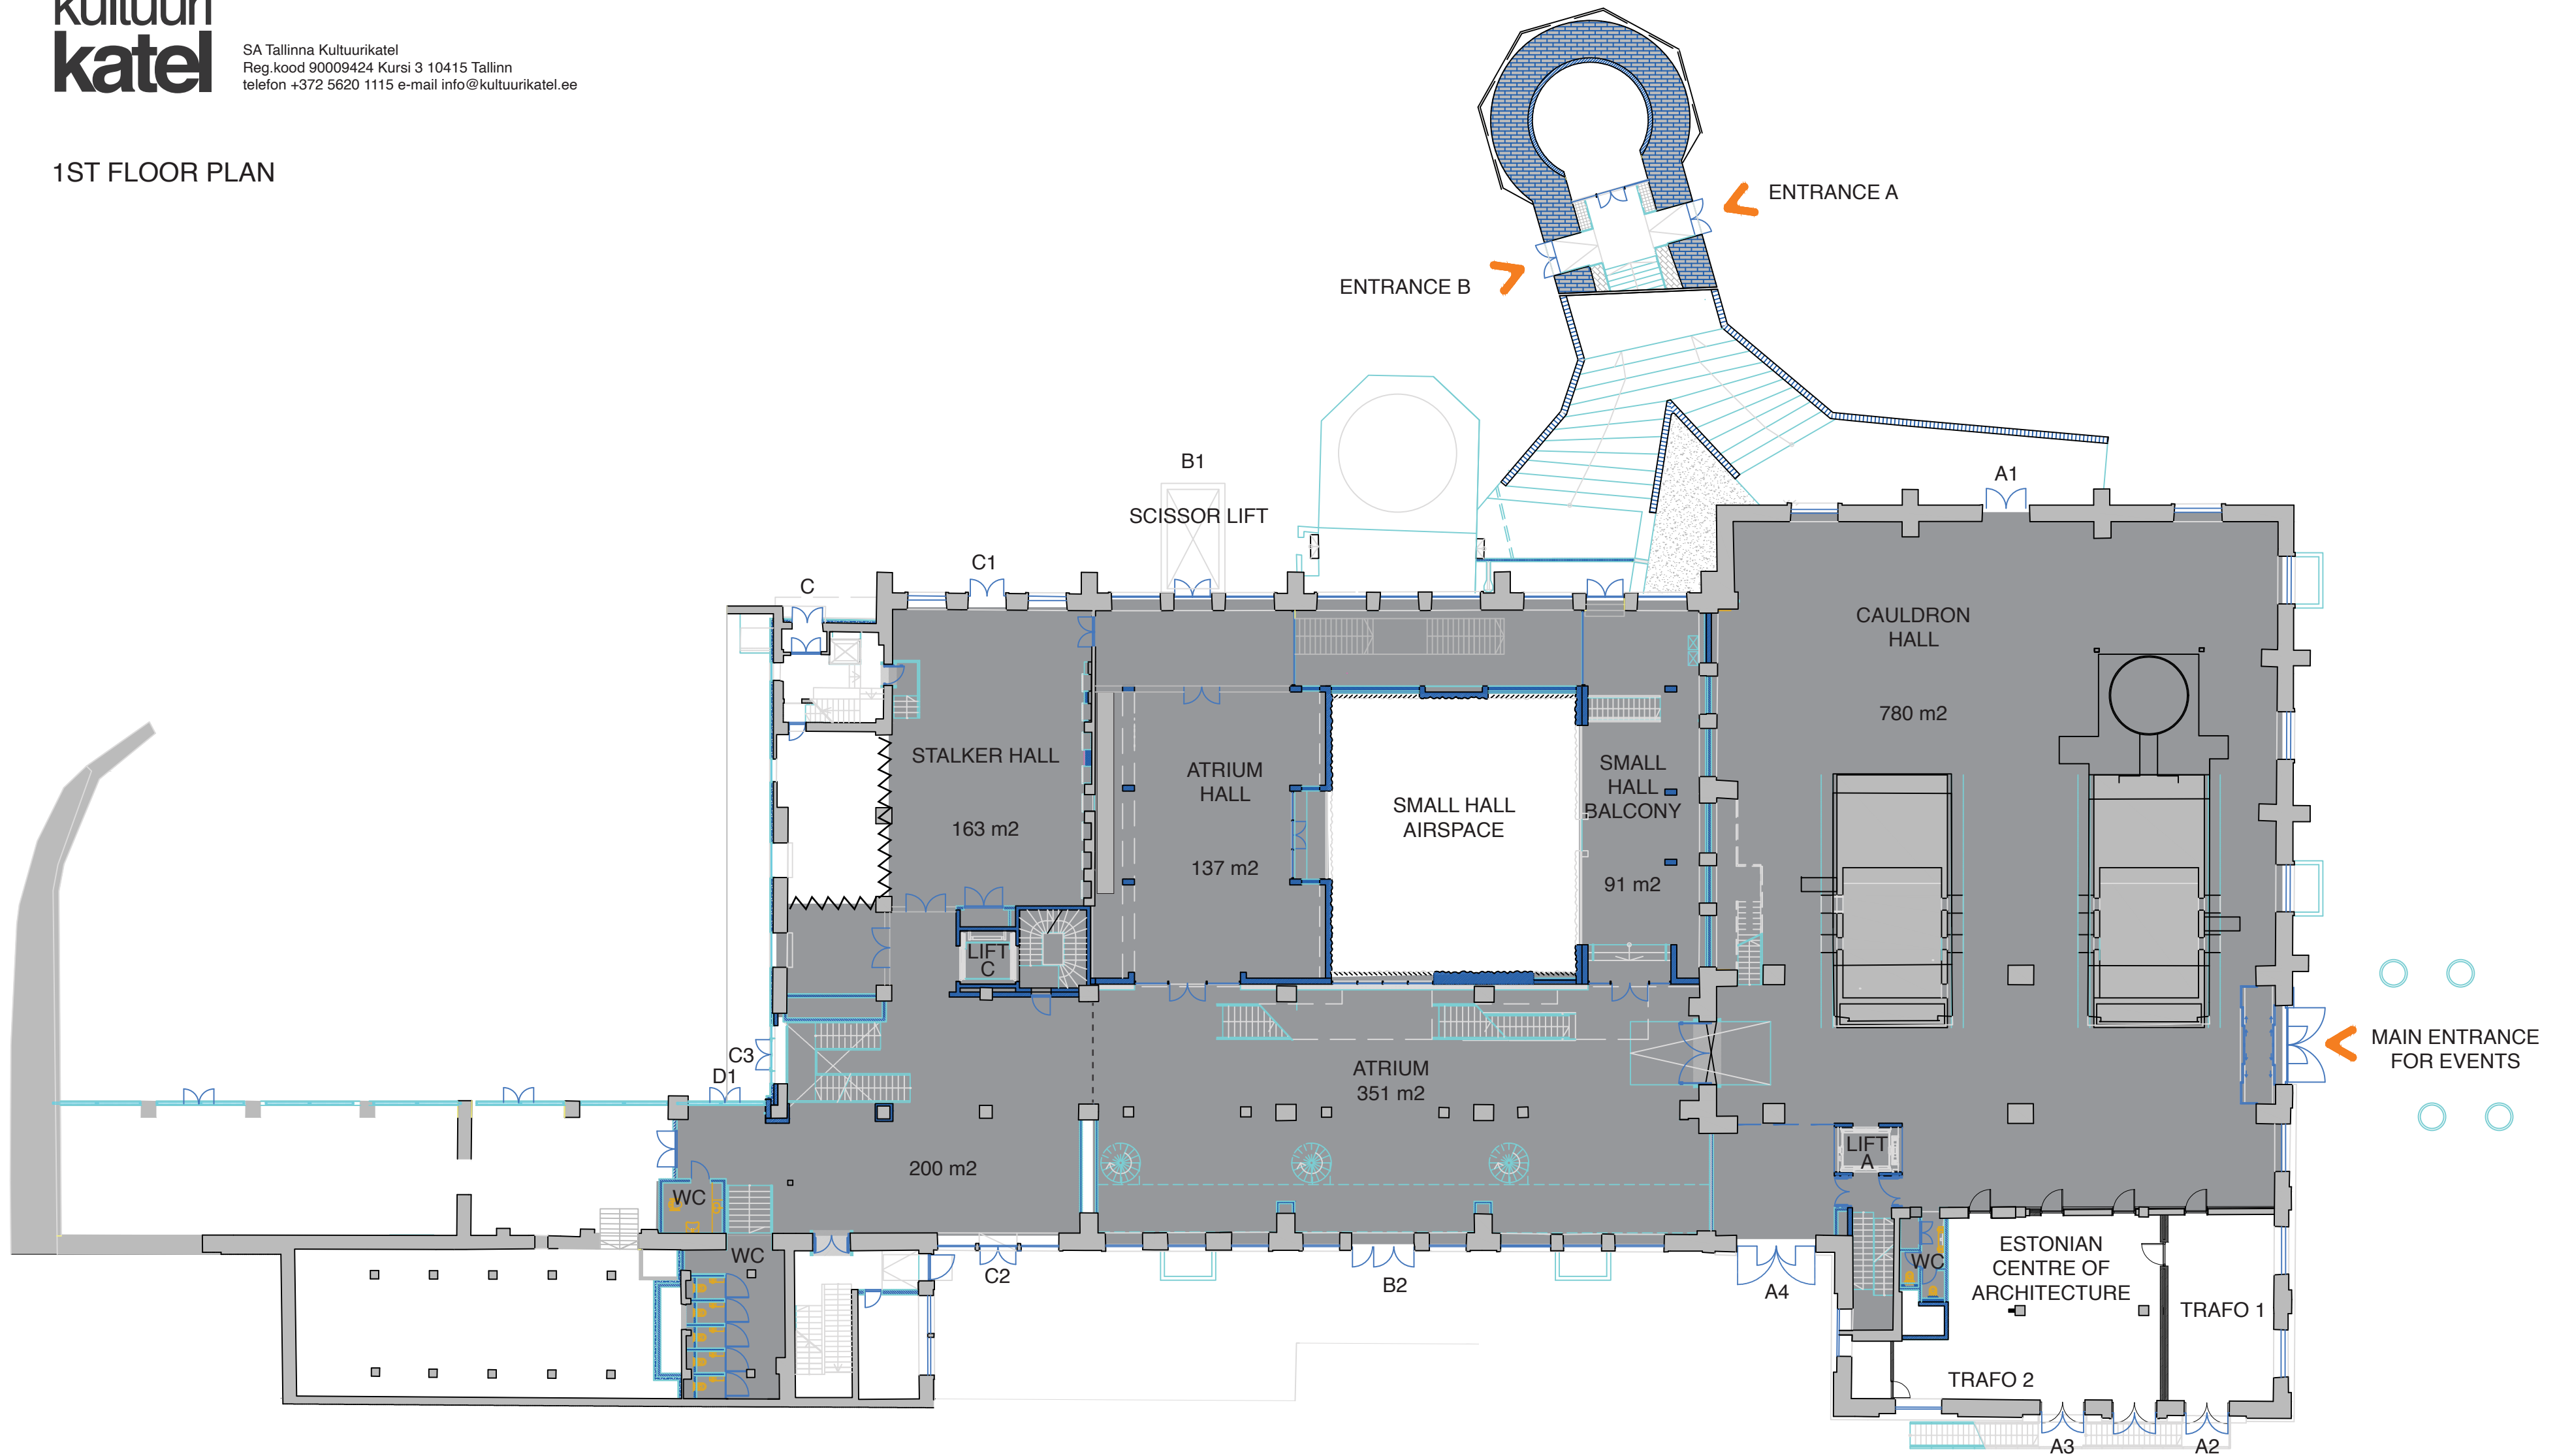 kultuuri
katel
SA Tallinna Kultuurikatel
Reg.kood 90009424 Kursi 3 10415 Tallinn
telefon +372 5620 1115 e-mail info@kultuurikatel.ee
1ST FLOOR PLAN
ENTRANCE A
ENTRANCE B
B1
SCISSOR LIFT
A1
C1
C
CAULDRON
HALL
780 m2
STALKER HALL
163 m2
ATRIUM
HALL
137 m2
SMALL HALL
AIRSPACE
SMALL
HALL
BALCONY
91 m2
LIFT
C
C3
D1
ATRIUM
351 m2
MAIN ENTRANCE
FOR EVENTS
LIFT
A
200 m2
WC
WC
C2
B2
A4
WC
ESTONIAN
CENTRE OF
ARCHITECTURE
TRAFO 1
TRAFO 2
A3
A2